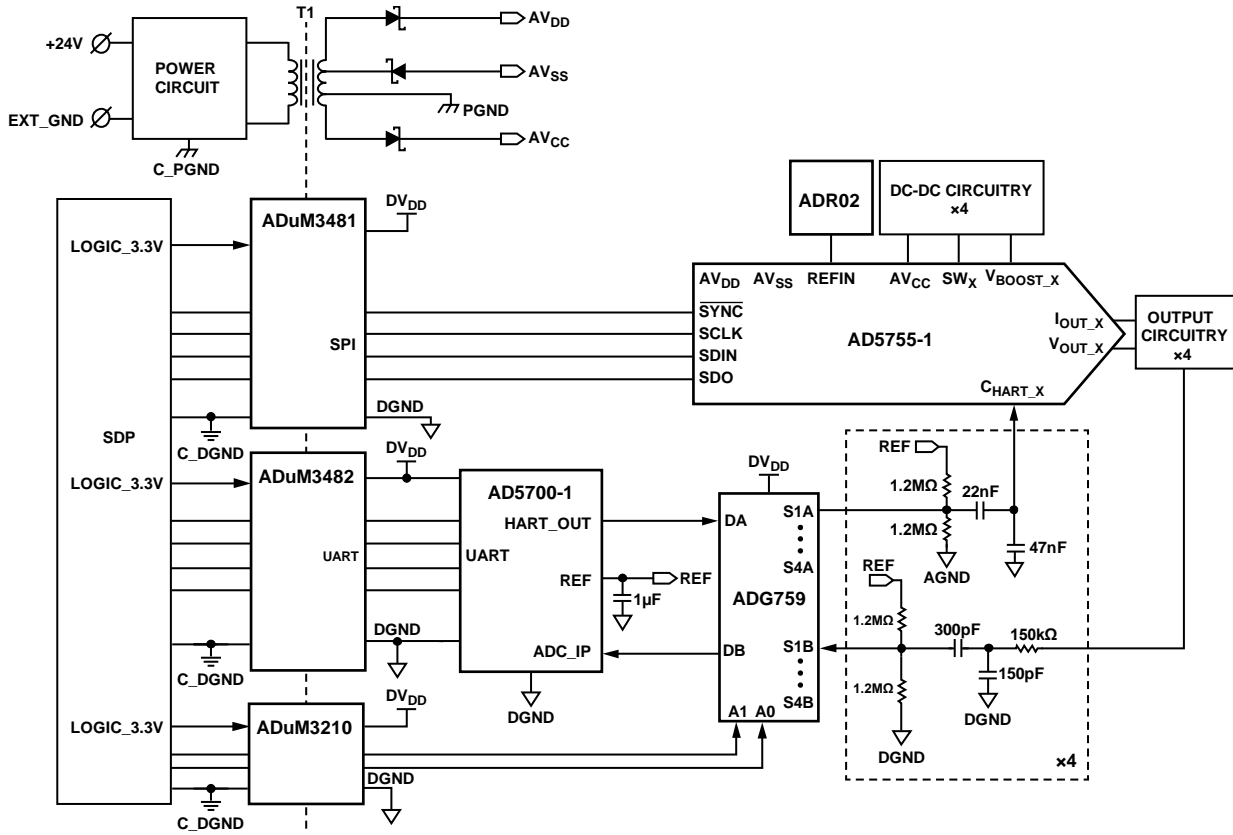 T1
+24V
EXT_GND
POWER
CIRCUIT
C_PGND
AVDD
AVSS
PGND
AVCC
SDP
LOGIC_3.3V
ADuM3481
DVDD
SPI
C_DGND
DGND
ADR02
DC-DC CIRCUITRY
×4
AVDD
AVSS
REFIN
AVCC
SWX
VBOOST_X
SYNC
SCLK
SDIN
SDO
AD5755-1
IOUT_X
VOUT_X
CHART_X
OUTPUT
CIRCUITRY
×4
LOGIC_3.3V
ADuM3482
DVDD
UART
C_DGND
DGND
AD5700-1
HART_OUT
UART
REF
ADC_IP
DGND
REF
1µF
DVDD
ADG759
DA
S1A
S4A
DB
S1B
S4B
A1
A0
REF
1.2MΩ
22nF
1.2MΩ
AGND
47nF
REF
1.2MΩ
300pF
150kΩ
1.2MΩ
150pF
DGND
DGND
×4
LOGIC_3.3V
ADuM3210
DVDD
C_DGND
DGND